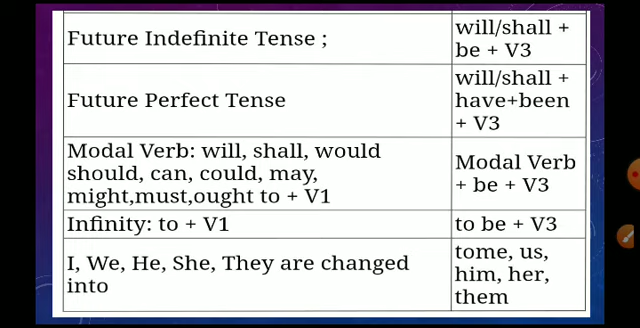 Future Indefinite Tense ;
will/shall +
be + V3
Future Perfect Tense
will/shall +
have+been
+ V3
Modal Verb: will, shall, would
should, can, could, may,
might,must,ought to + V1
Modal Verb
+ be + V3
Infinity: to + V1
to be + V3
I, We, He, She, They are changed
into
tome, us,
him, her,
them